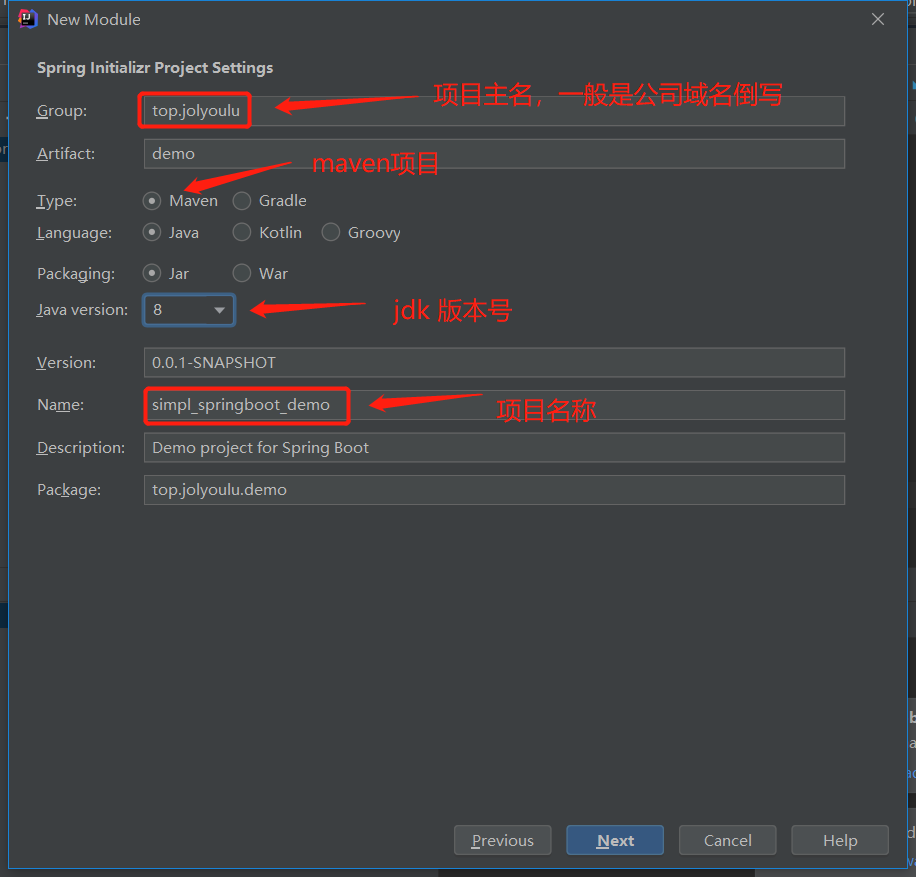 New Module
Spring Initializr Project Settings
Group: top.jolyoulu 项目主名，一般是公司域名倒写
Artifact: demo
maven项目
Type: Maven Gradle
Language: Java Kotlin Groovy
Packaging: Jar War
Java version: 8 jdk 版本号
Version: 0.0.1-SNAPSHOT
Name: simpl_springboot_demo 项目名称
Description: Demo project for Spring Boot
Package: top.jolyoulu.demo
Previous Next Cancel Help